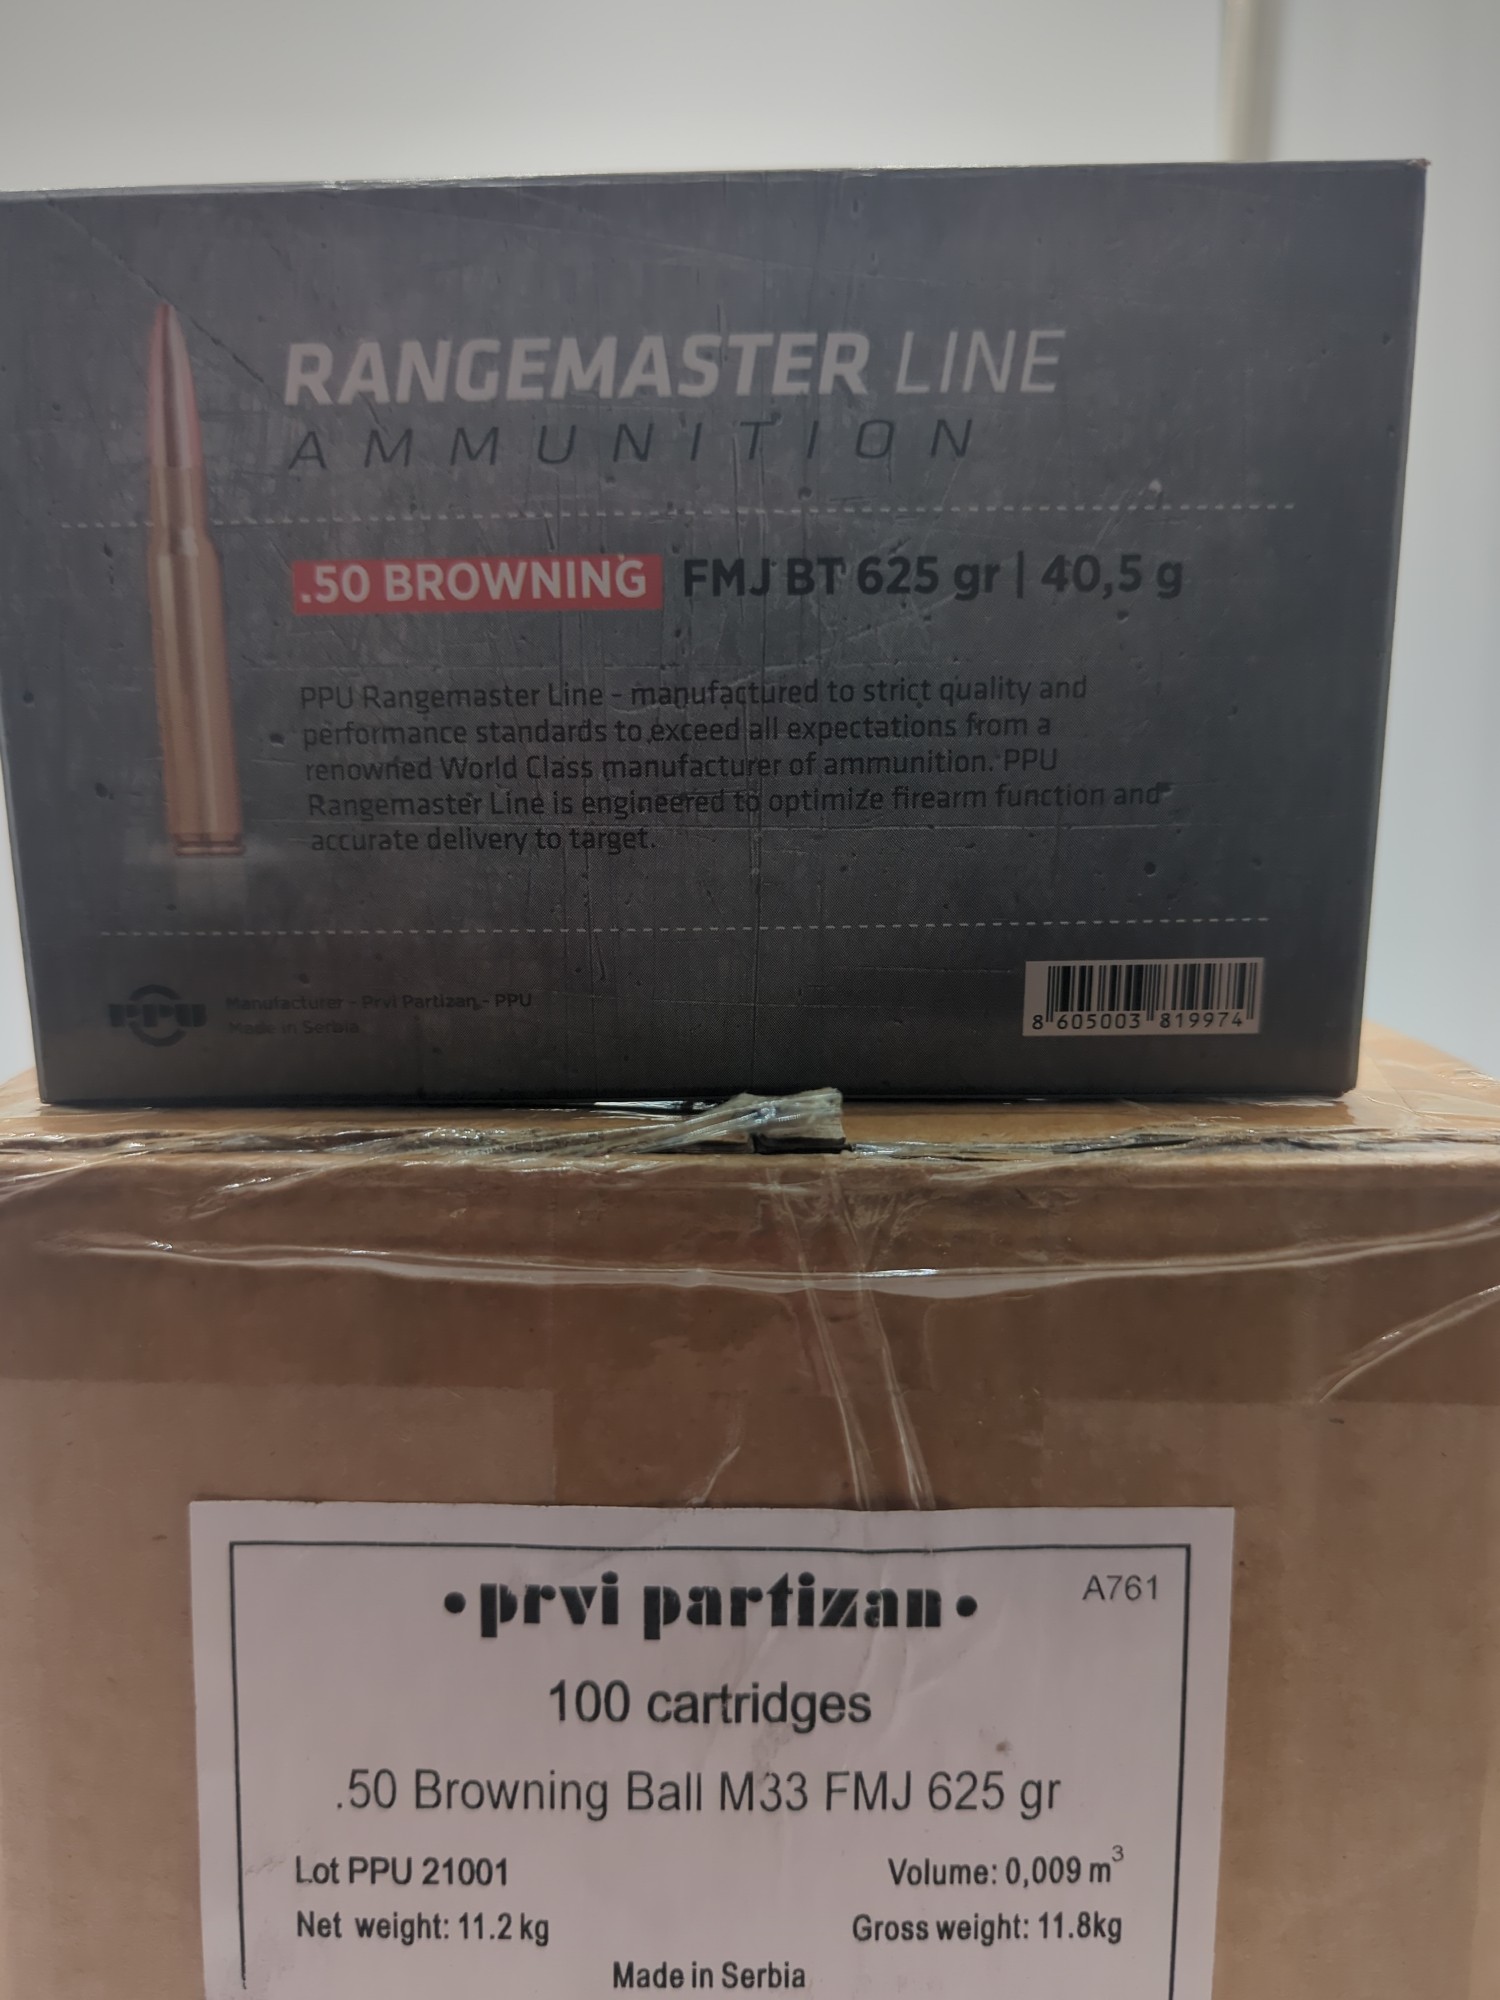 RANGEMASTER LINE
AMMUNITION
.50 BROWNING FMJ BT 625 gr | 40,5 g
PPU Rangemaster Line - manufactured to strict quality and
performance standards to exceed all expectations from a
renowned World Class manufacturer of ammunition. PPU
Rangemaster Line is engineered to optimize firearm function and
accurate delivery to target.
PPU
Manufacturer - Prvi Partizan - PPU
Made in Serbia
8 605003 819974
• prvi partizan •
A761
100 cartridges
.50 Browning Ball M33 FMJ 625 gr
Lot PPU 21001
Volume: 0,009 m³
Net weight: 11.2 kg
Gross weight: 11.8kg
Made in Serbia